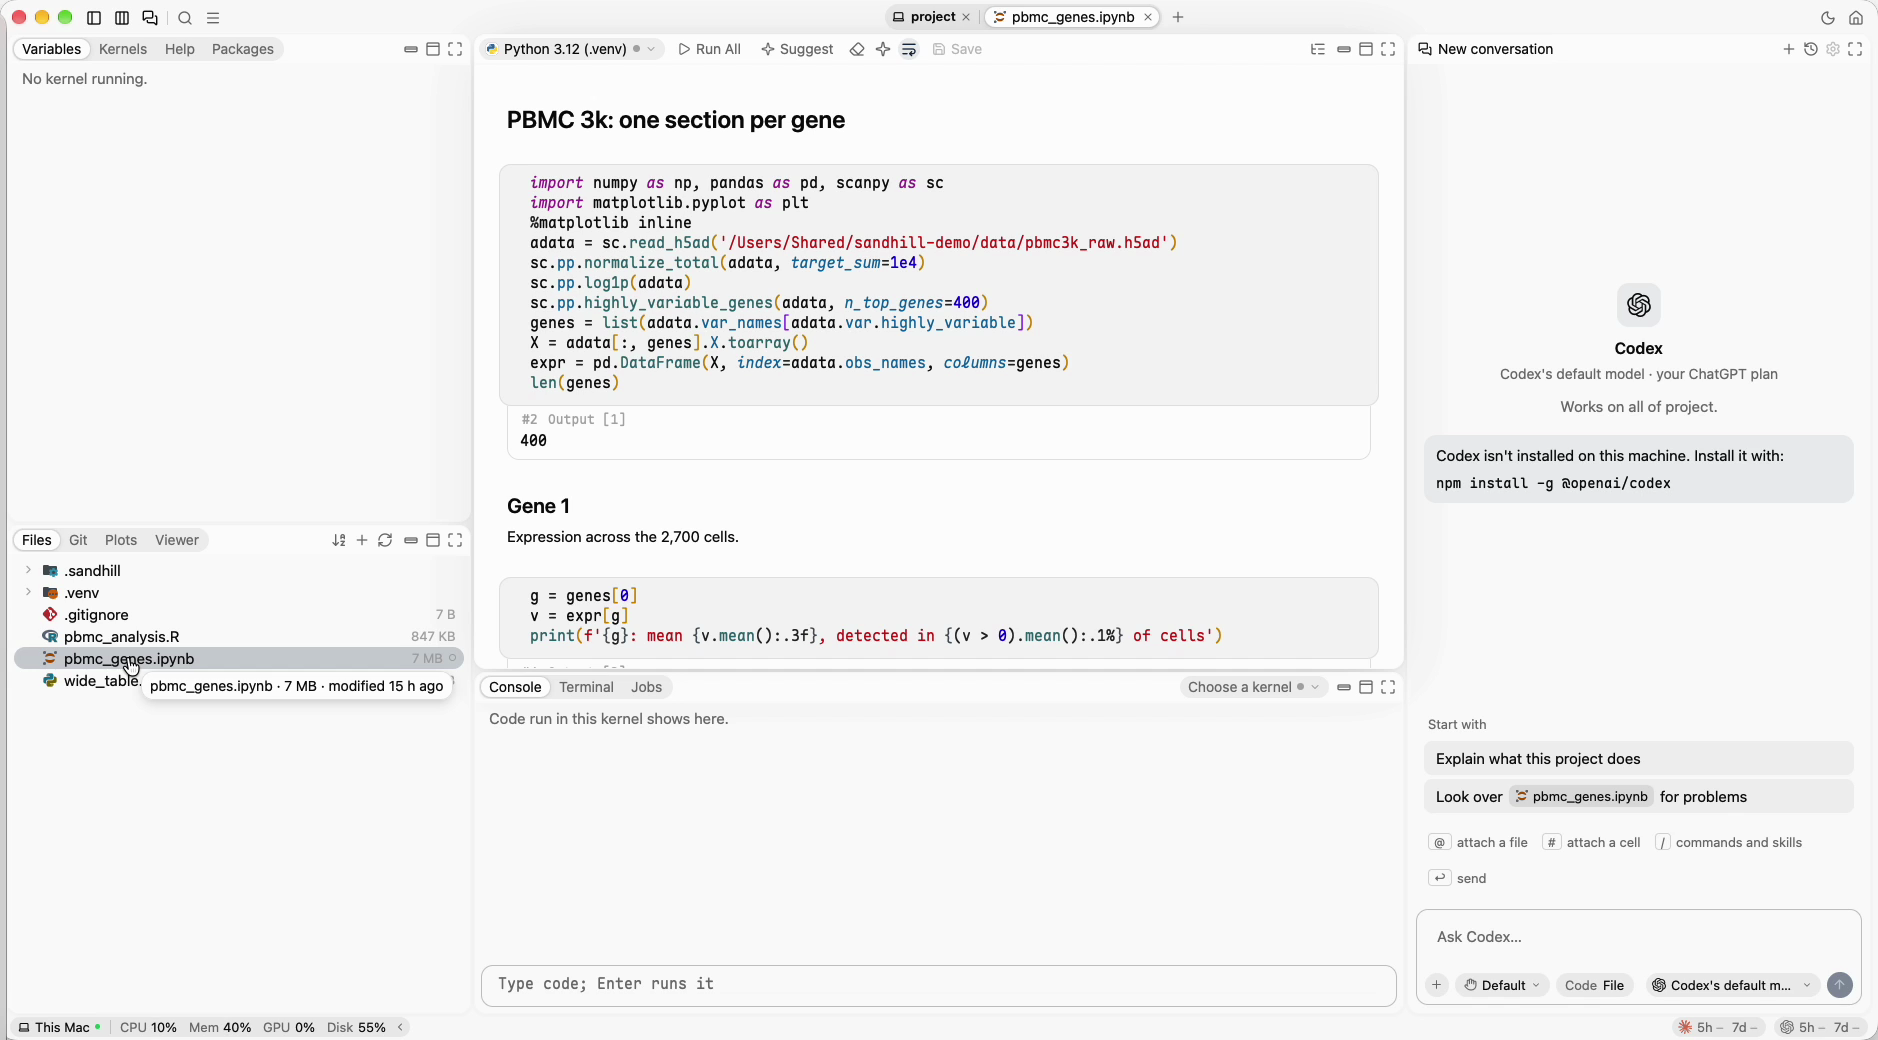 project
pbmc_genes.ipynb
Variables Kernels Help Packages
No kernel running.
Python 3.12 (.venv)
Run All
Suggest
Save
PBMC 3k: one section per gene
import numpy as np, pandas as pd, scanpy as sc
import matplotlib.pyplot as plt
%matplotlib inline
adata = sc.read_h5ad('/Users/Shared/sandhill-demo/data/pbmc3k_raw.h5ad')
sc.pp.normalize_total(adata, target_sum=1e4)
sc.pp.log1p(adata)
sc.pp.highly_variable_genes(adata, n_top_genes=400)
genes = list(adata.var_names[adata.var.highly_variable])
X = adata[:, genes].X.toarray()
expr = pd.DataFrame(X, index=adata.obs_names, columns=genes)
len(genes)
#2 Output [1]
400
Gene 1
Expression across the 2,700 cells.
g = genes[0]
v = expr[g]
print(f'{g}: mean {v.mean():.3f}, detected in {(v > 0).mean():.1%} of cells')
Files Git Plots Viewer
.sandhill
.venv
.gitignore 7 B
pbmc_analysis.R 847 KB
pbmc_genes.ipynb 7 MB
wide_table.
pbmc_genes.ipynb · 7 MB · modified 15 h ago
Console Terminal Jobs
Choose a kernel
Code run in this kernel shows here.
Type code; Enter runs it
New conversation
Codex
Codex's default model · your ChatGPT plan
Works on all of project.
Codex isn't installed on this machine. Install it with:
npm install -g @openai/codex
Start with
Explain what this project does
Look over pbmc_genes.ipynb for problems
@ attach a file # attach a cell / commands and skills
↩ send
Ask Codex...
Default
Code File
Codex's default m...
This Mac CPU 10% Mem 40% GPU 0% Disk 55%
5h – 7d –
5h – 7d –